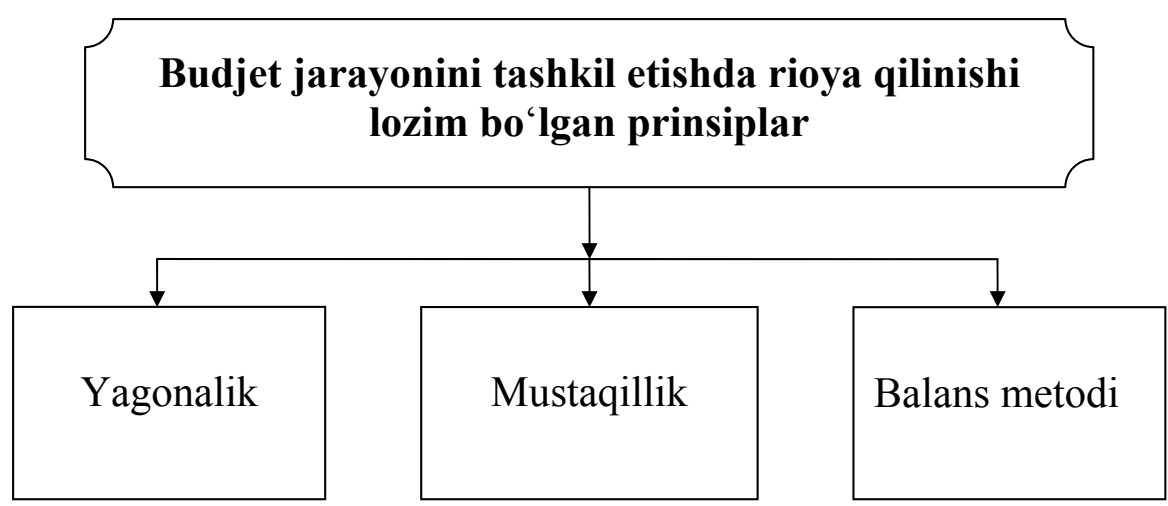 Budjet jarayonini tashkil etishda rioya qilinishi
lozim bo‘lgan prinsiplar
Yagonalik
Mustaqillik
Balans metodi